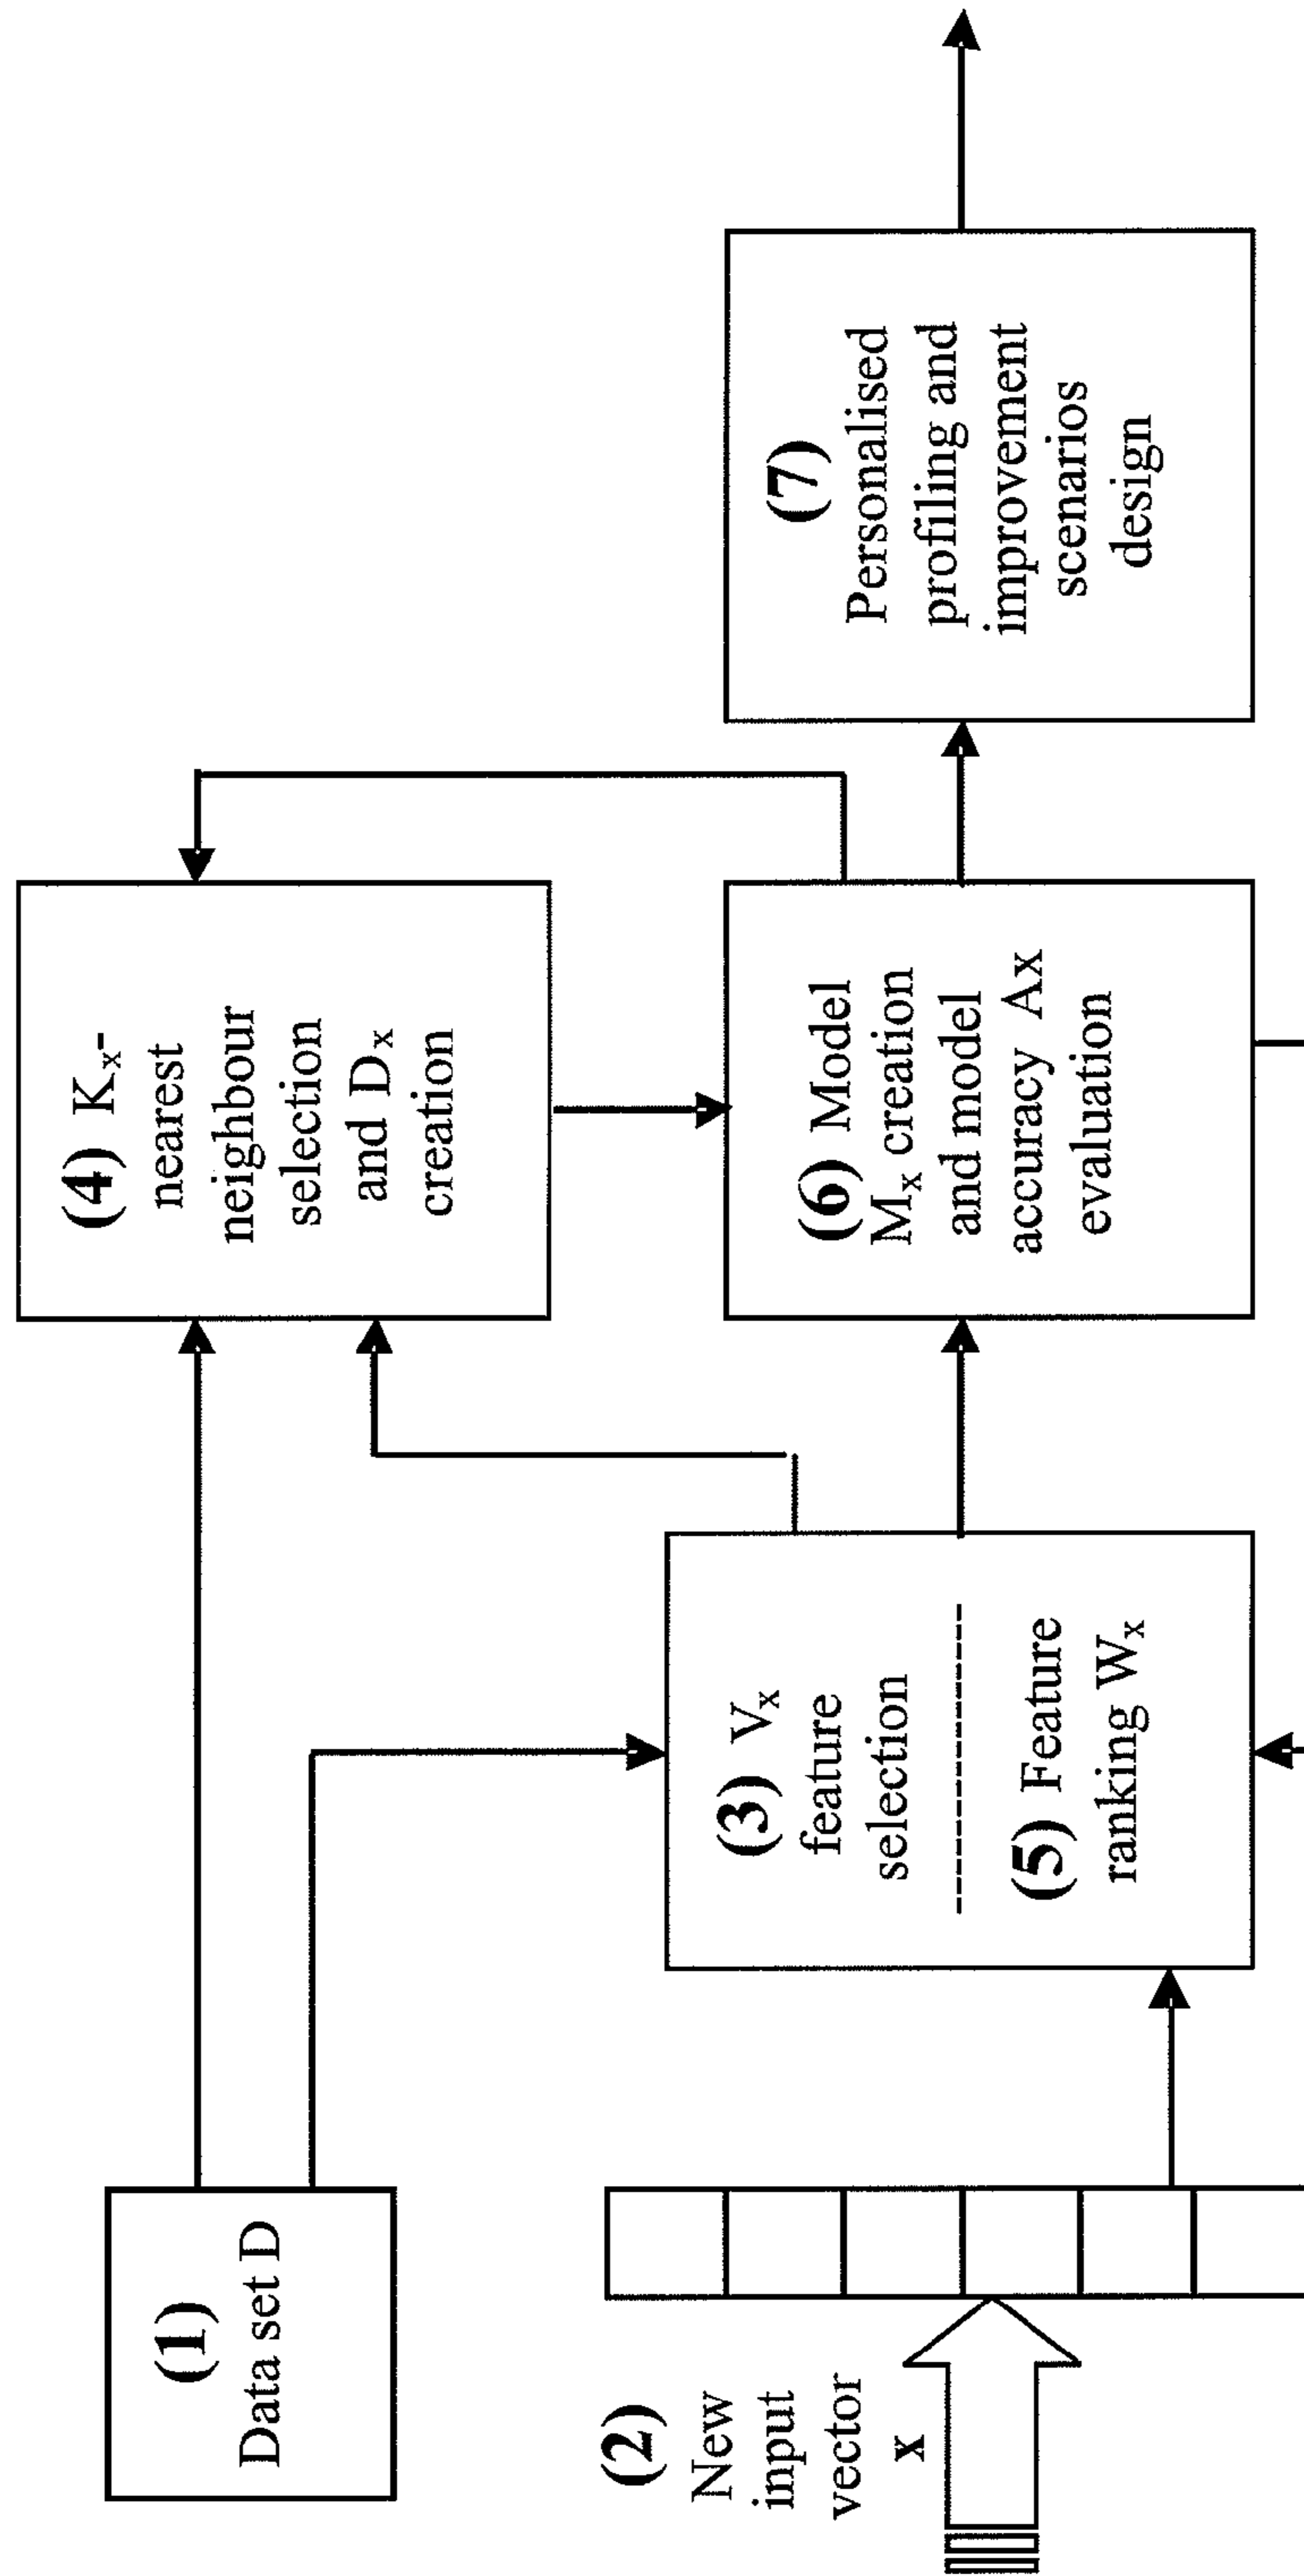 (1)
Data set D
(2)
New
input
vector
x
(3) Vx
feature
selection
(5) Feature
ranking Wx
(4) Kx-
nearest
neighbour
selection
and Dx
creation
(6) Model
Mx creation
and model
accuracy Ax
evaluation
(7)
Personalised
profiling and
improvement
scenarios
design